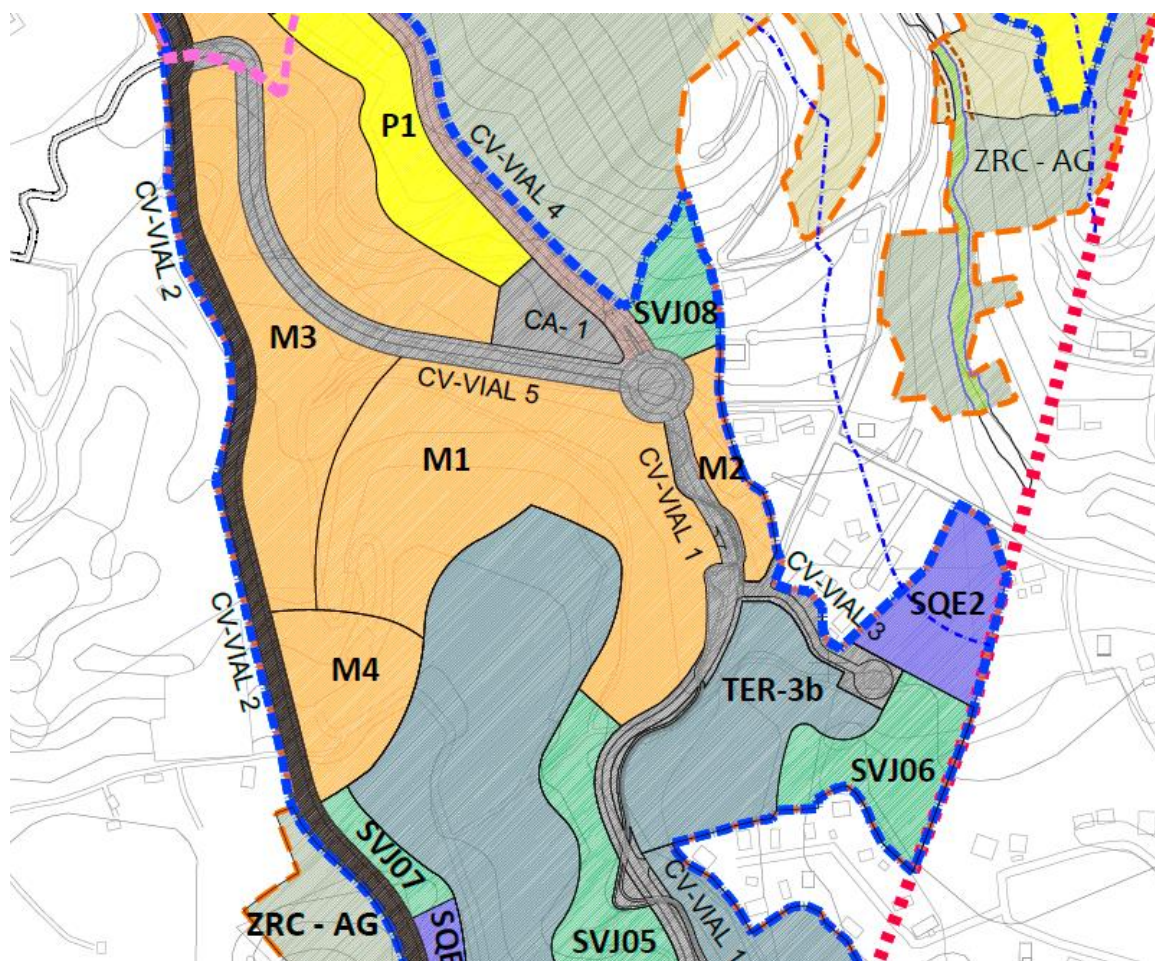 P1
CV-VIAL 4
ZRC - AG
CV-VIAL 2
SVJ08
CA- 1
M3
CV-VIAL 5
M1
M2
CV-VIAL 1
CV-VIAL 3
SQE2
CV-VIAL 2
M4
TER-3b
SVJ06
SVJ07
CV-VIAL 1
ZRC - AG
SQE
SVJ05